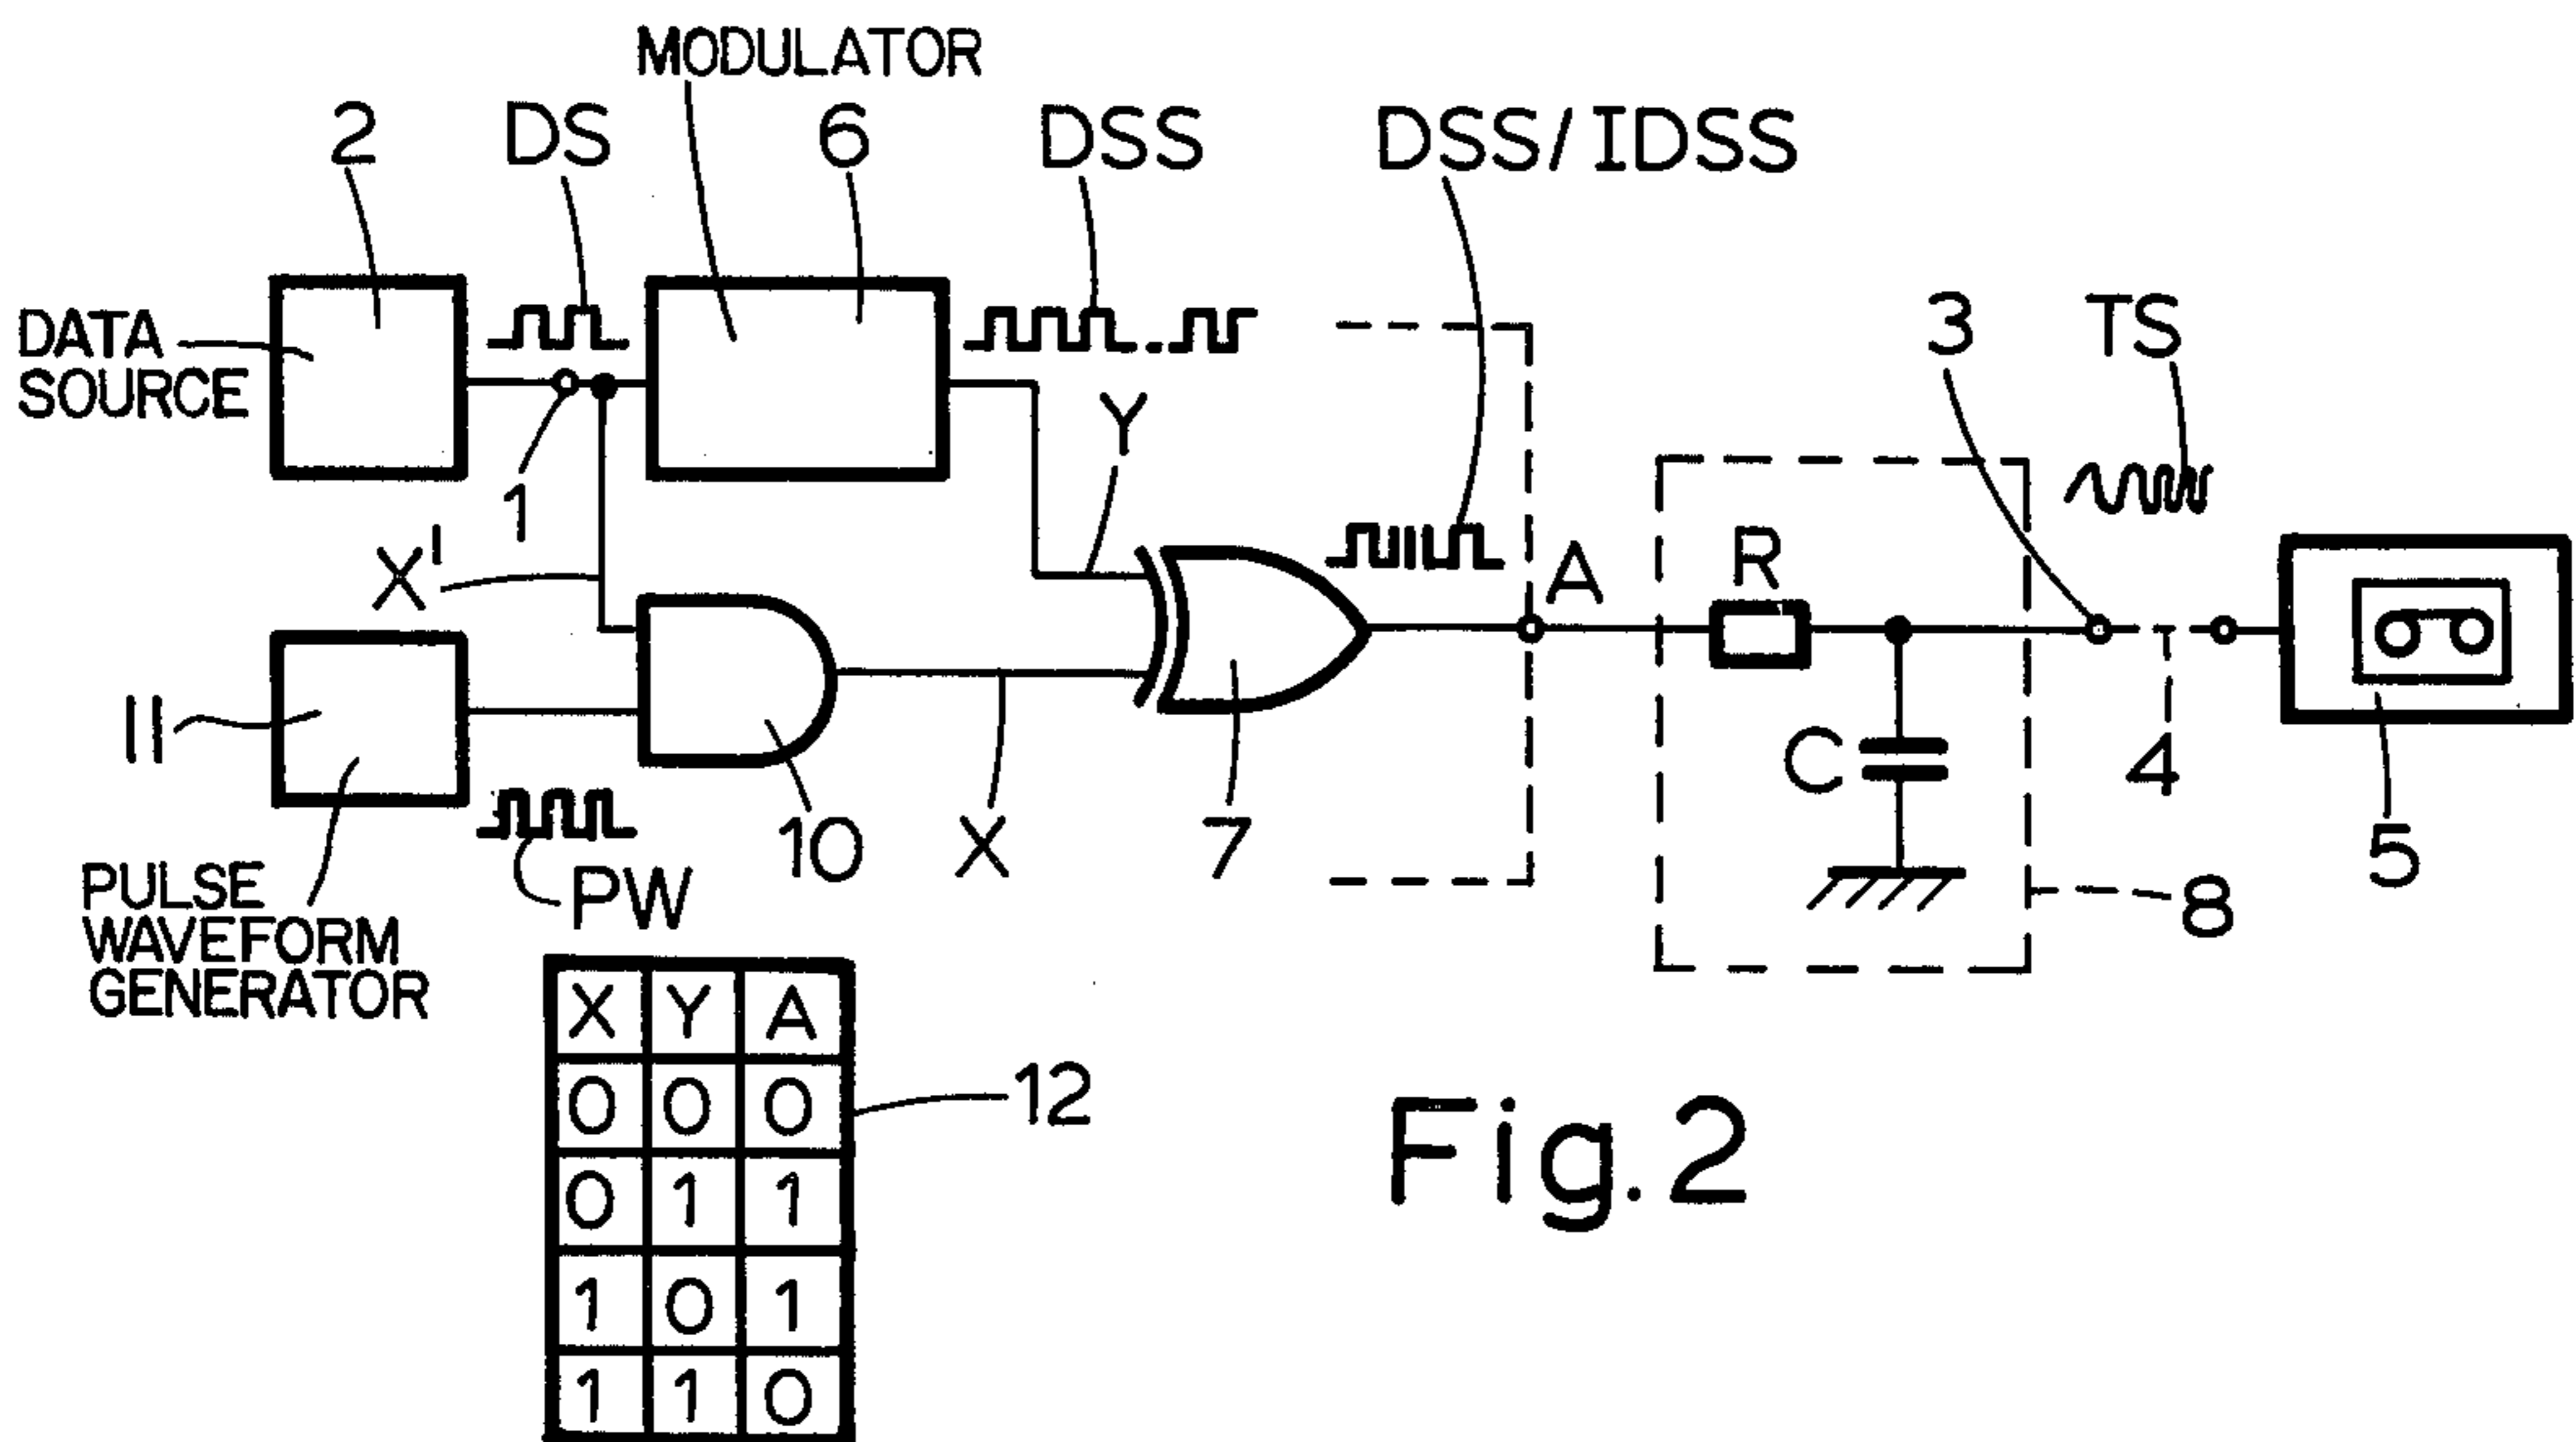 MODULATOR
2
DS
6
DSS
DSS/IDSS
DATA
SOURCE
1
Y
3
TS
X'
A
R
11
C
4
10
X
7
5
PULSE
WAVEFORM
GENERATOR
PW
8
X Y A
0 0 0
0 1 1
1 0 1
1 1 0
12
Fig.2